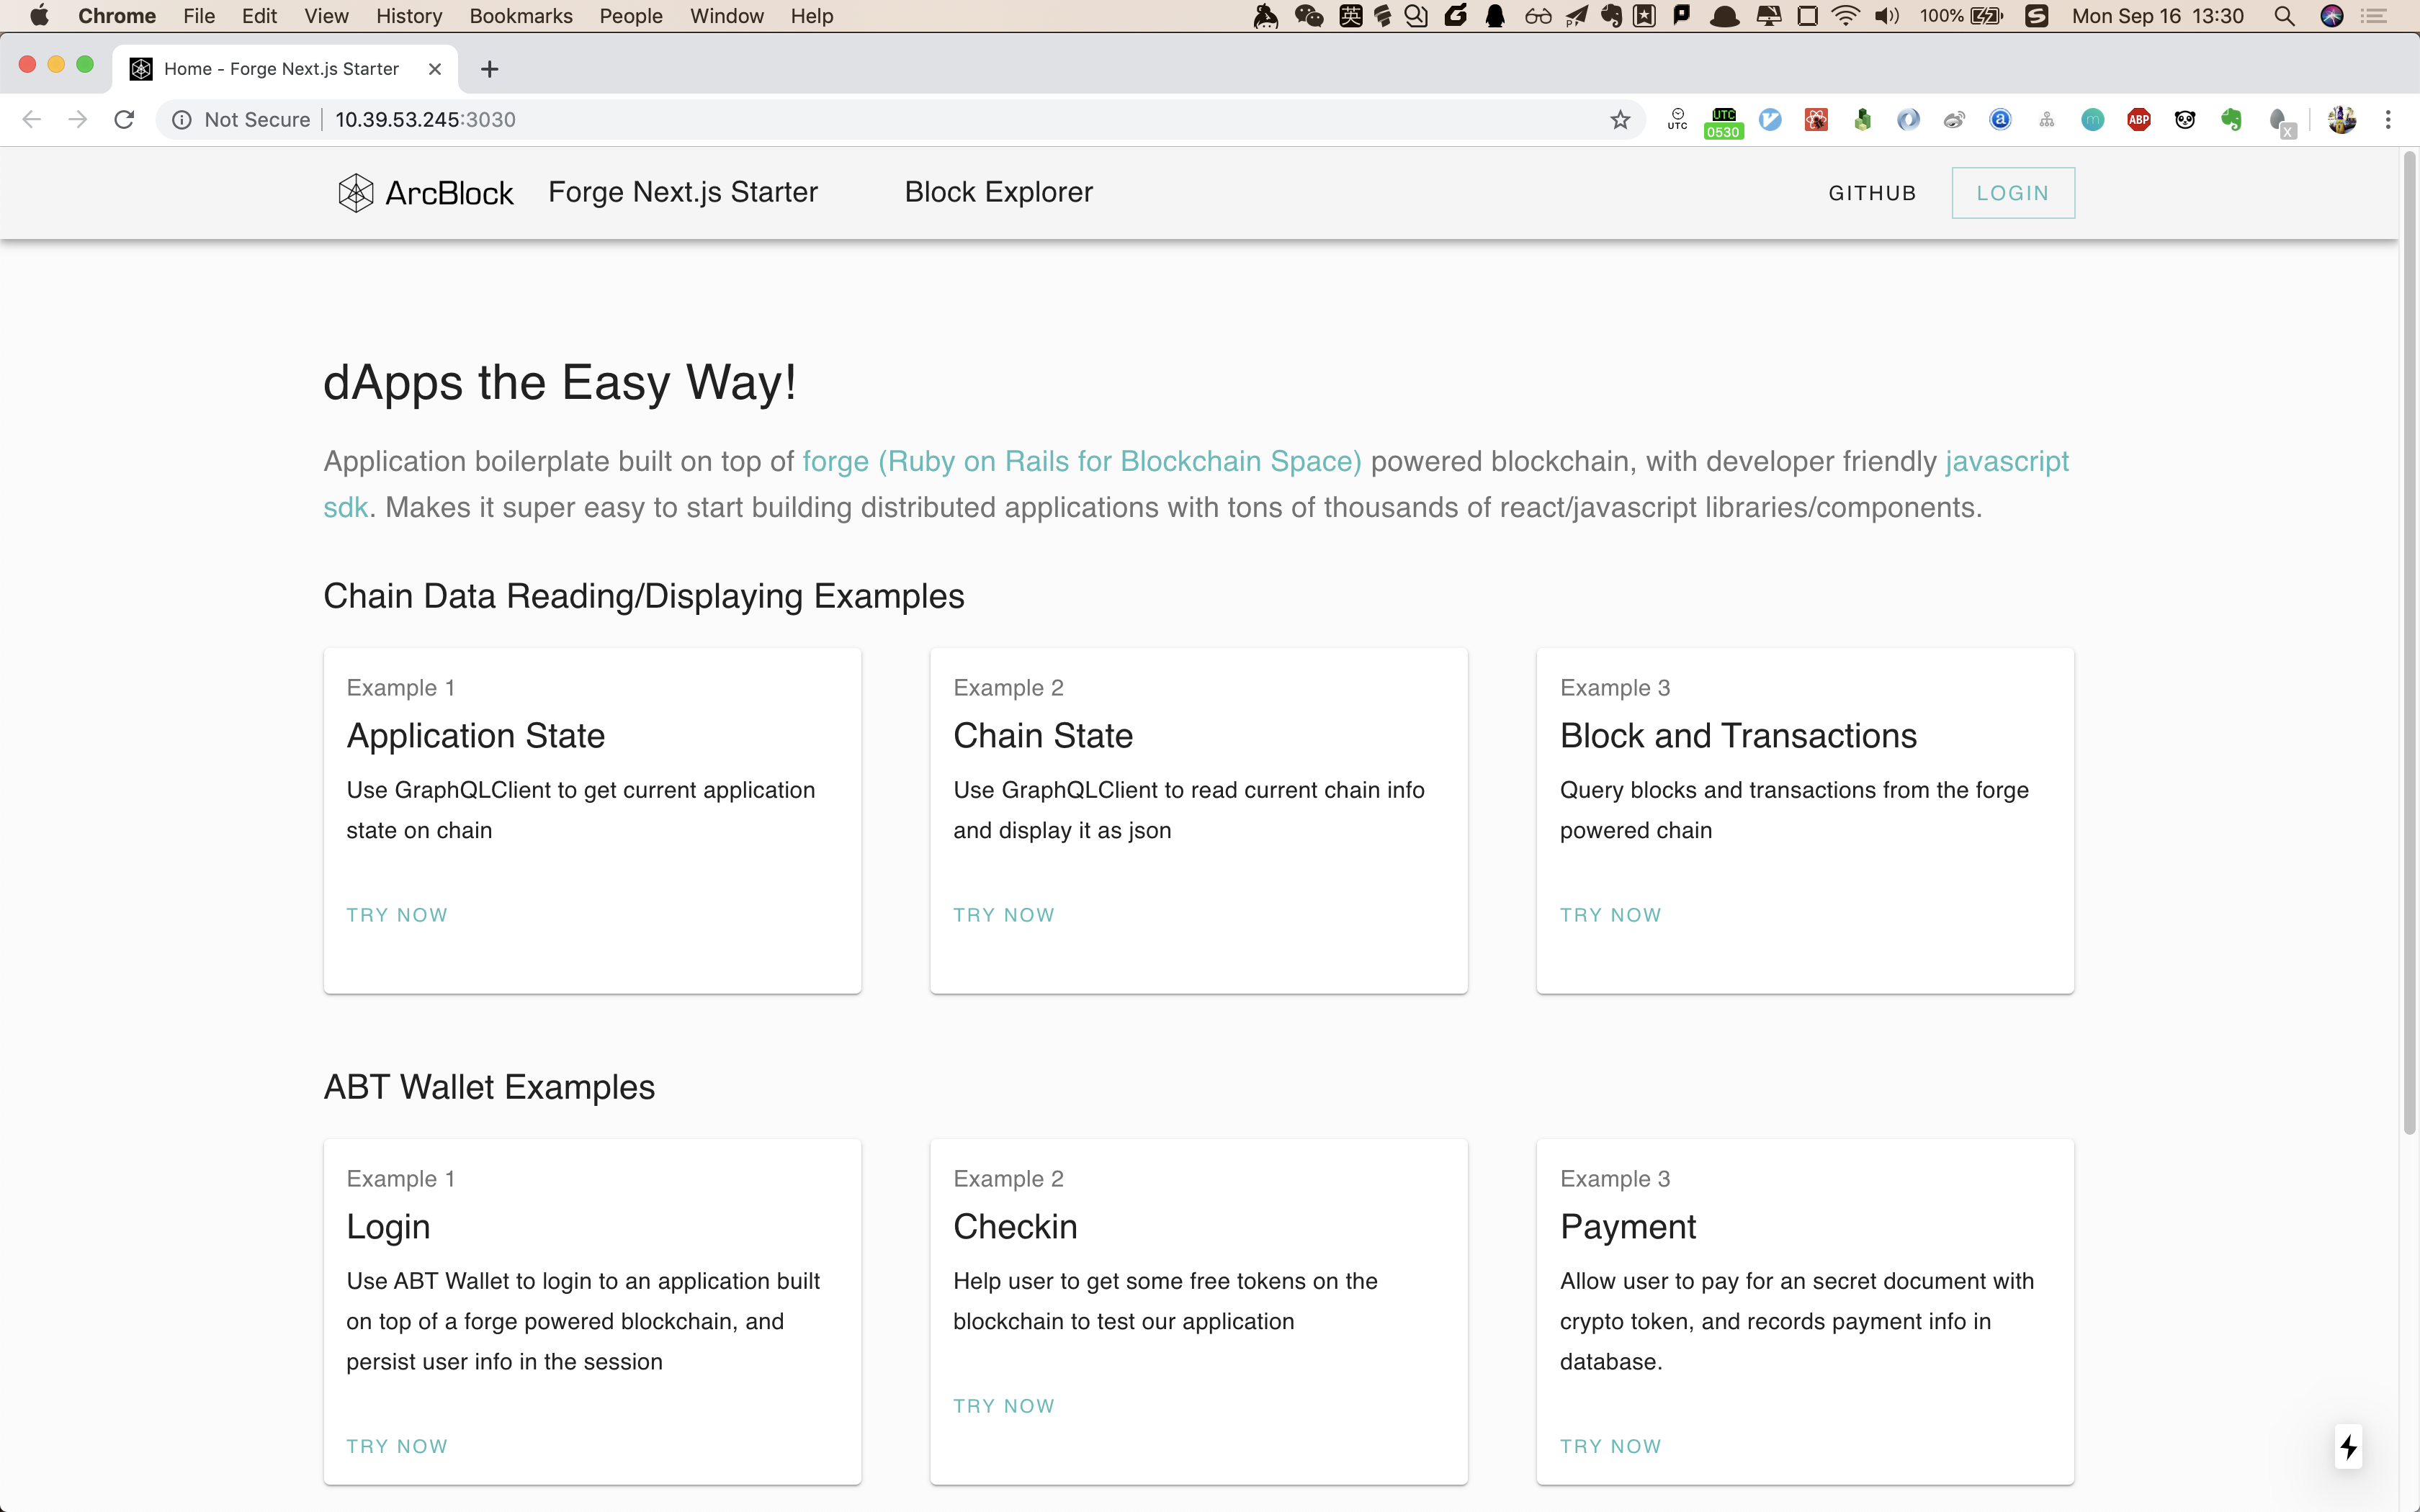 Chrome File Edit View History Bookmarks People Window Help 英 100% Mon Sep 16 13:30
Home - Forge Next.js Starter
Not Secure 10.39.53.245:3030 UTC UTC 0530 a m ABP x
ArcBlock Forge Next.js Starter Block Explorer GITHUB LOGIN
dApps the Easy Way!
Application boilerplate built on top of forge (Ruby on Rails for Blockchain Space) powered blockchain, with developer friendly javascript
sdk. Makes it super easy to start building distributed applications with tons of thousands of react/javascript libraries/components.
Chain Data Reading/Displaying Examples
Example 1
Application State
Use GraphQLClient to get current application
state on chain
TRY NOW
Example 2
Chain State
Use GraphQLClient to read current chain info
and display it as json
TRY NOW
Example 3
Block and Transactions
Query blocks and transactions from the forge
powered chain
TRY NOW
ABT Wallet Examples
Example 1
Login
Use ABT Wallet to login to an application built
on top of a forge powered blockchain, and
persist user info in the session
TRY NOW
Example 2
Checkin
Help user to get some free tokens on the
blockchain to test our application
TRY NOW
Example 3
Payment
Allow user to pay for an secret document with
crypto token, and records payment info in
database.
TRY NOW